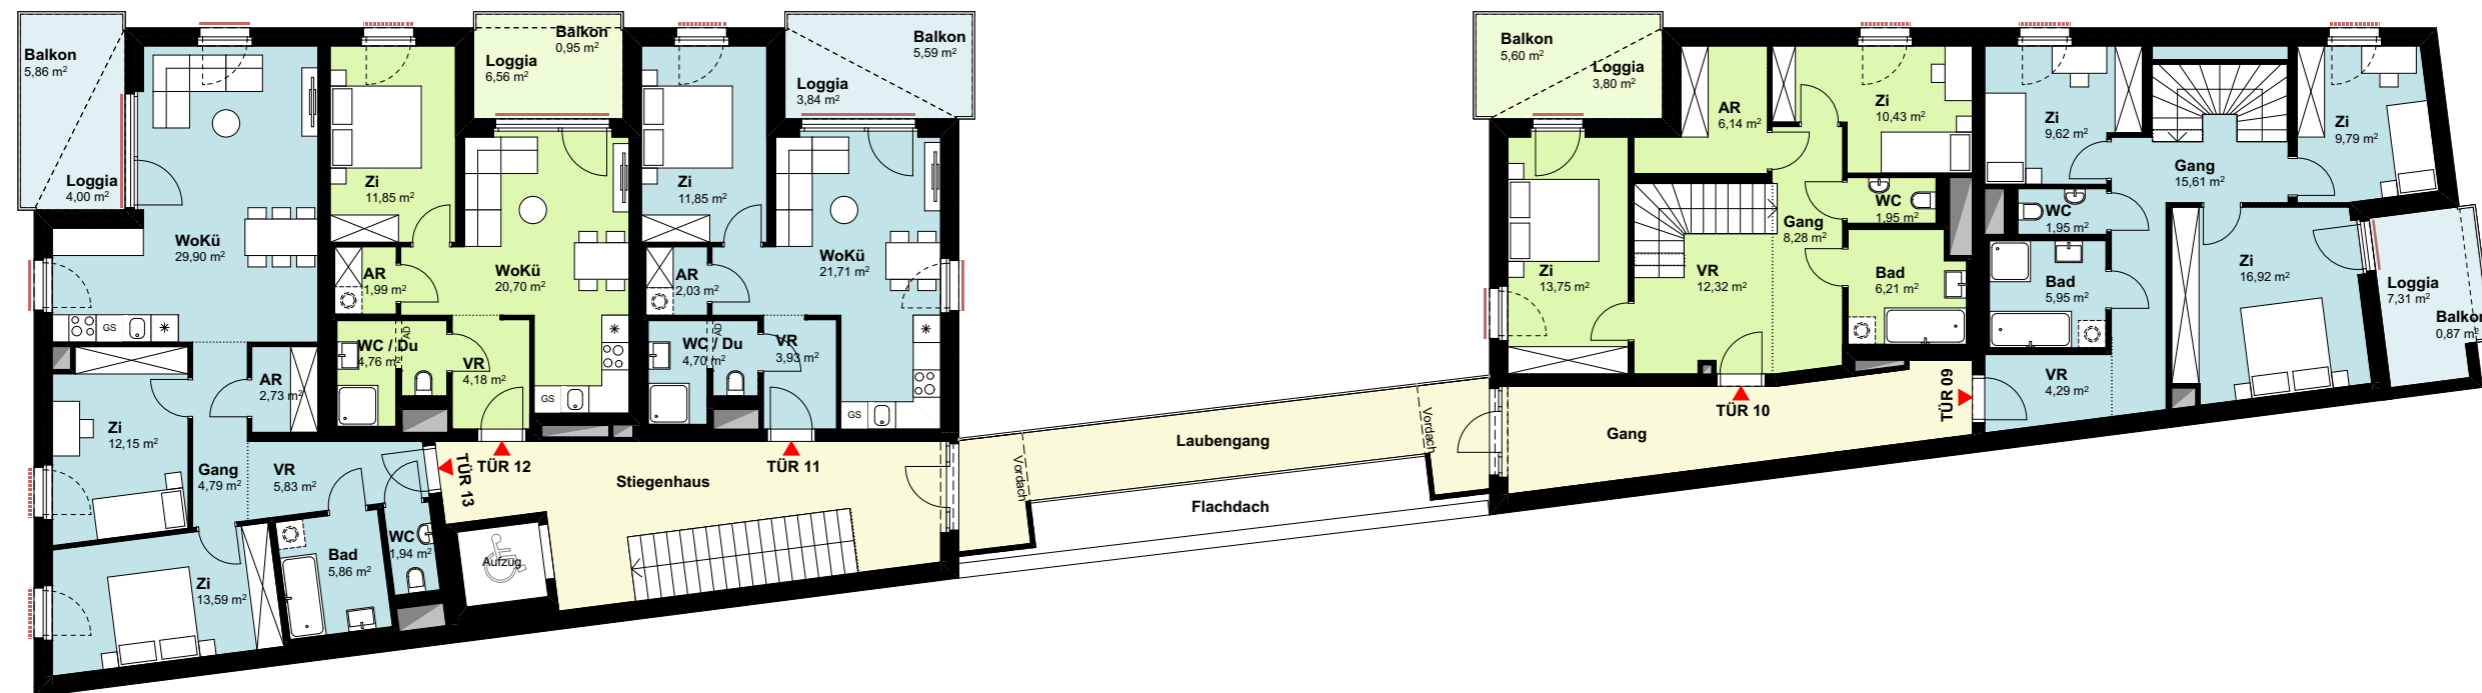 Balkon
5,86 m²
Loggia
4,00 m²
WoKü
29,90 m²
GS
AR
2,73 m²
Zi
12,15 m²
Gang
4,79 m²
VR
5,83 m²
Zi
13,59 m²
Bad
5,86 m²
WC
1,94 m²
TÜR 13
Zi
11,85 m²
Balkon
0,95 m²
Loggia
6,56 m²
AR
1,99 m²
WoKü
20,70 m²
WC / Du
4,76 m²
AD
VR
4,18 m²
GS
TÜR 12
Zi
11,85 m²
Balkon
5,59 m²
Loggia
3,84 m²
AR
2,03 m²
WoKü
21,71 m²
WC / Du
4,70 m²
AD
VR
3,93 m²
GS
TÜR 11
Stiegenhaus
Aufzug
Vordach
Laubengang
Vordach
Flachdach
Balkon
5,60 m²
Loggia
3,80 m²
AR
6,14 m²
Zi
10,43 m²
Zi
13,75 m²
VR
12,32 m²
Gang
8,28 m²
WC
1,95 m²
Bad
6,21 m²
TÜR 10
Gang
TÜR 09
Zi
9,62 m²
Gang
15,61 m²
Zi
9,79 m²
WC
1,95 m²
Bad
5,95 m²
VR
4,29 m²
Zi
16,92 m²
Loggia
7,31 m²
Balkon
0,87 m²